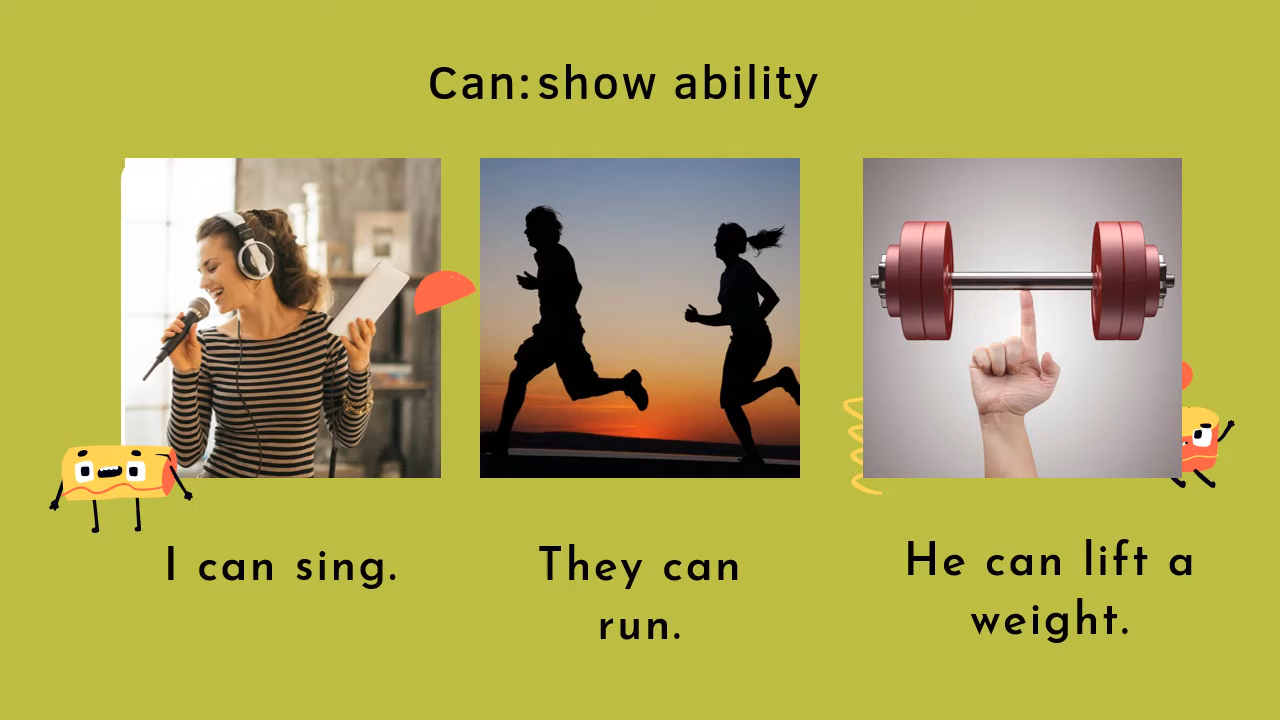 Can: show ability
I can sing.
They can
run.
He can lift a
weight.